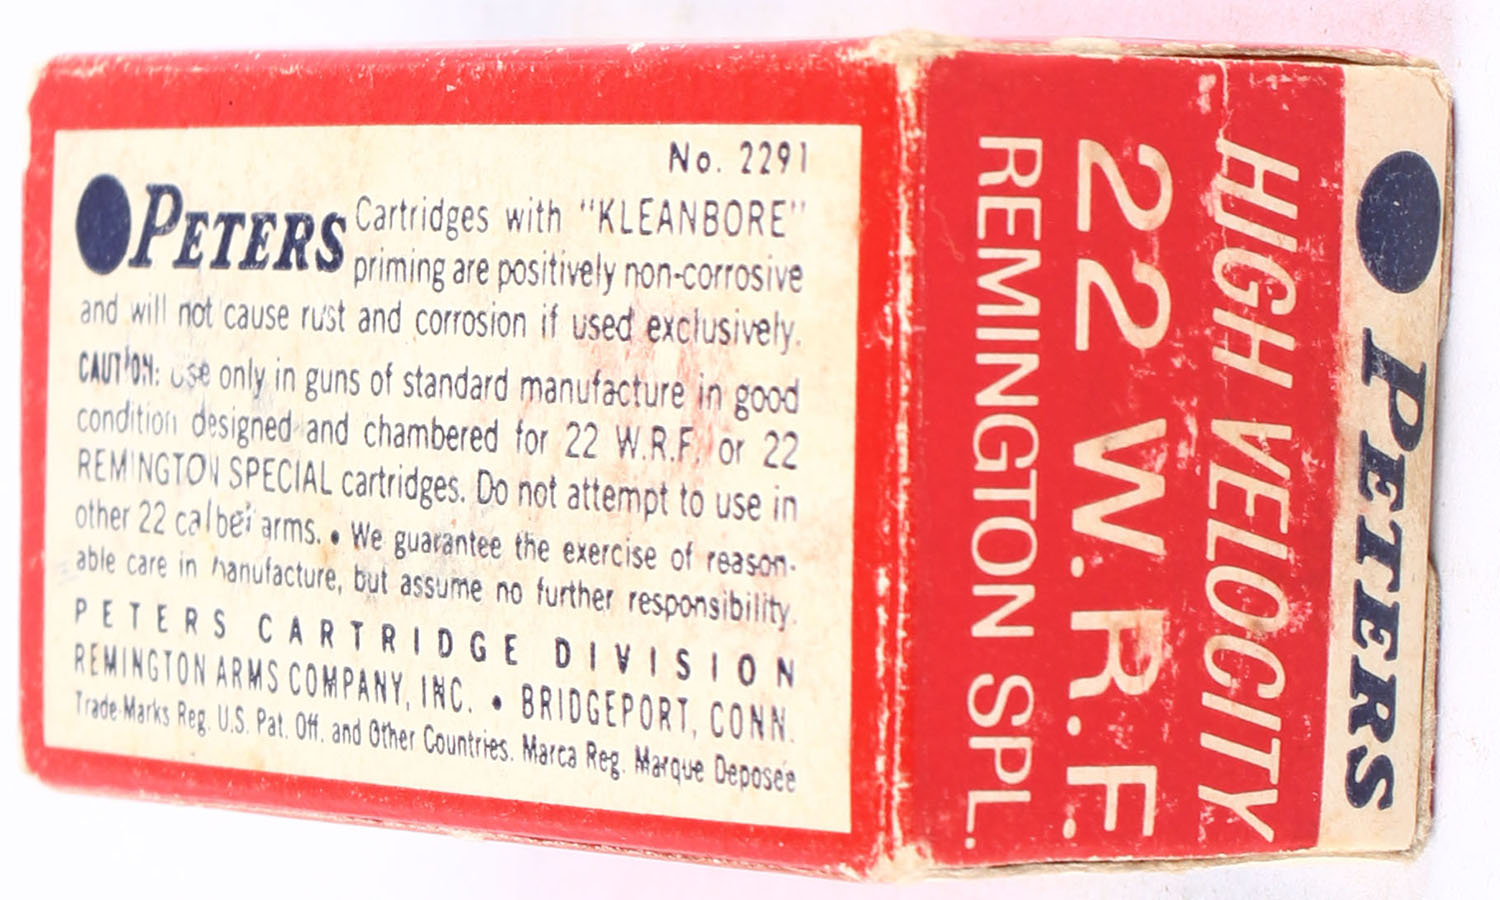 No. 2291
PETERS Cartridges with "KLEANBORE"
priming are positively non-corrosive
and will not cause rust and corrosion if used exclusively.
CAUTION: Use only in guns of standard manufacture in good
condition designed and chambered for 22 W.R.F. or 22
REMINGTON SPECIAL cartridges. Do not attempt to use in
other 22 caliber arms. • We guarantee the exercise of reason-
able care in manufacture, but assume no further responsibility.
PETERS CARTRIDGE DIVISION
REMINGTON ARMS COMPANY, INC. • BRIDGEPORT, CONN.
Trade-Marks Reg. U.S. Pat. Off. and Other Countries. Marca Reg. Marque Deposée
PETERS
HIGH VELOCITY
22 W.R.F.
REMINGTON SPL.